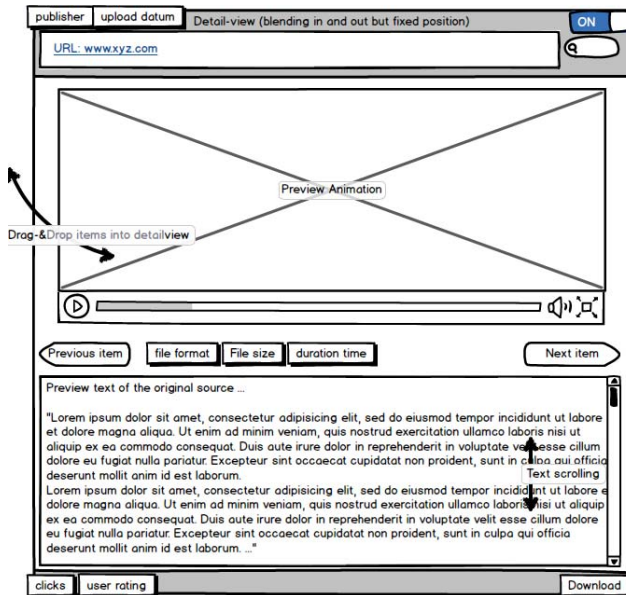 publisher upload datum Detail-view (blending in and out but fixed position) ON
URL: www.xyz.com
Preview Animation
Drag-&Drop items into detailview
Previous item file format File size duration time Next item
Preview text of the original source ...
"Lorem ipsum dolor sit amet, consectetur adipisicing elit, sed do eiusmod tempor incididunt ut labore
et dolore magna aliqua. Ut enim ad minim veniam, quis nostrud exercitation ullamco laboris nisi ut
aliquip ex ea commodo consequat. Duis aute irure dolor in reprehenderit in voluptate velit esse cillum
dolore eu fugiat nulla pariatur. Excepteur sint occaecat cupidatat non proident, sunt in culpa qui officia
deserunt mollit anim id est laborum.
Text scrolling
Lorem ipsum dolor sit amet, consectetur adipisicing elit, sed do eiusmod tempor incididunt ut labore e
dolore magna aliqua. Ut enim ad minim veniam, quis nostrud exercitation ullamco laboris nisi ut aliquip
ex ea commodo consequat. Duis aute irure dolor in reprehenderit in voluptate velit esse cillum dolore
eu fugiat nulla pariatur. Excepteur sint occaecat cupidatat non proident, sunt in culpa qui officia
deserunt mollit anim id est laborum. ..."
clicks user rating Download